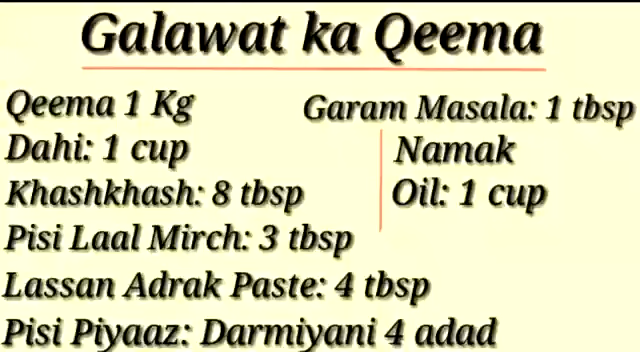 Galawat ka Qeema
Qeema 1 Kg
Dahi: 1 cup
Khashkhash: 8 tbsp
Pisi Laal Mirch: 3 tbsp
Lassan Adrak Paste: 4 tbsp
Pisi Piyaaz: Darmiyani 4 adad
Garam Masala: 1 tbsp
Namak
Oil: 1 cup